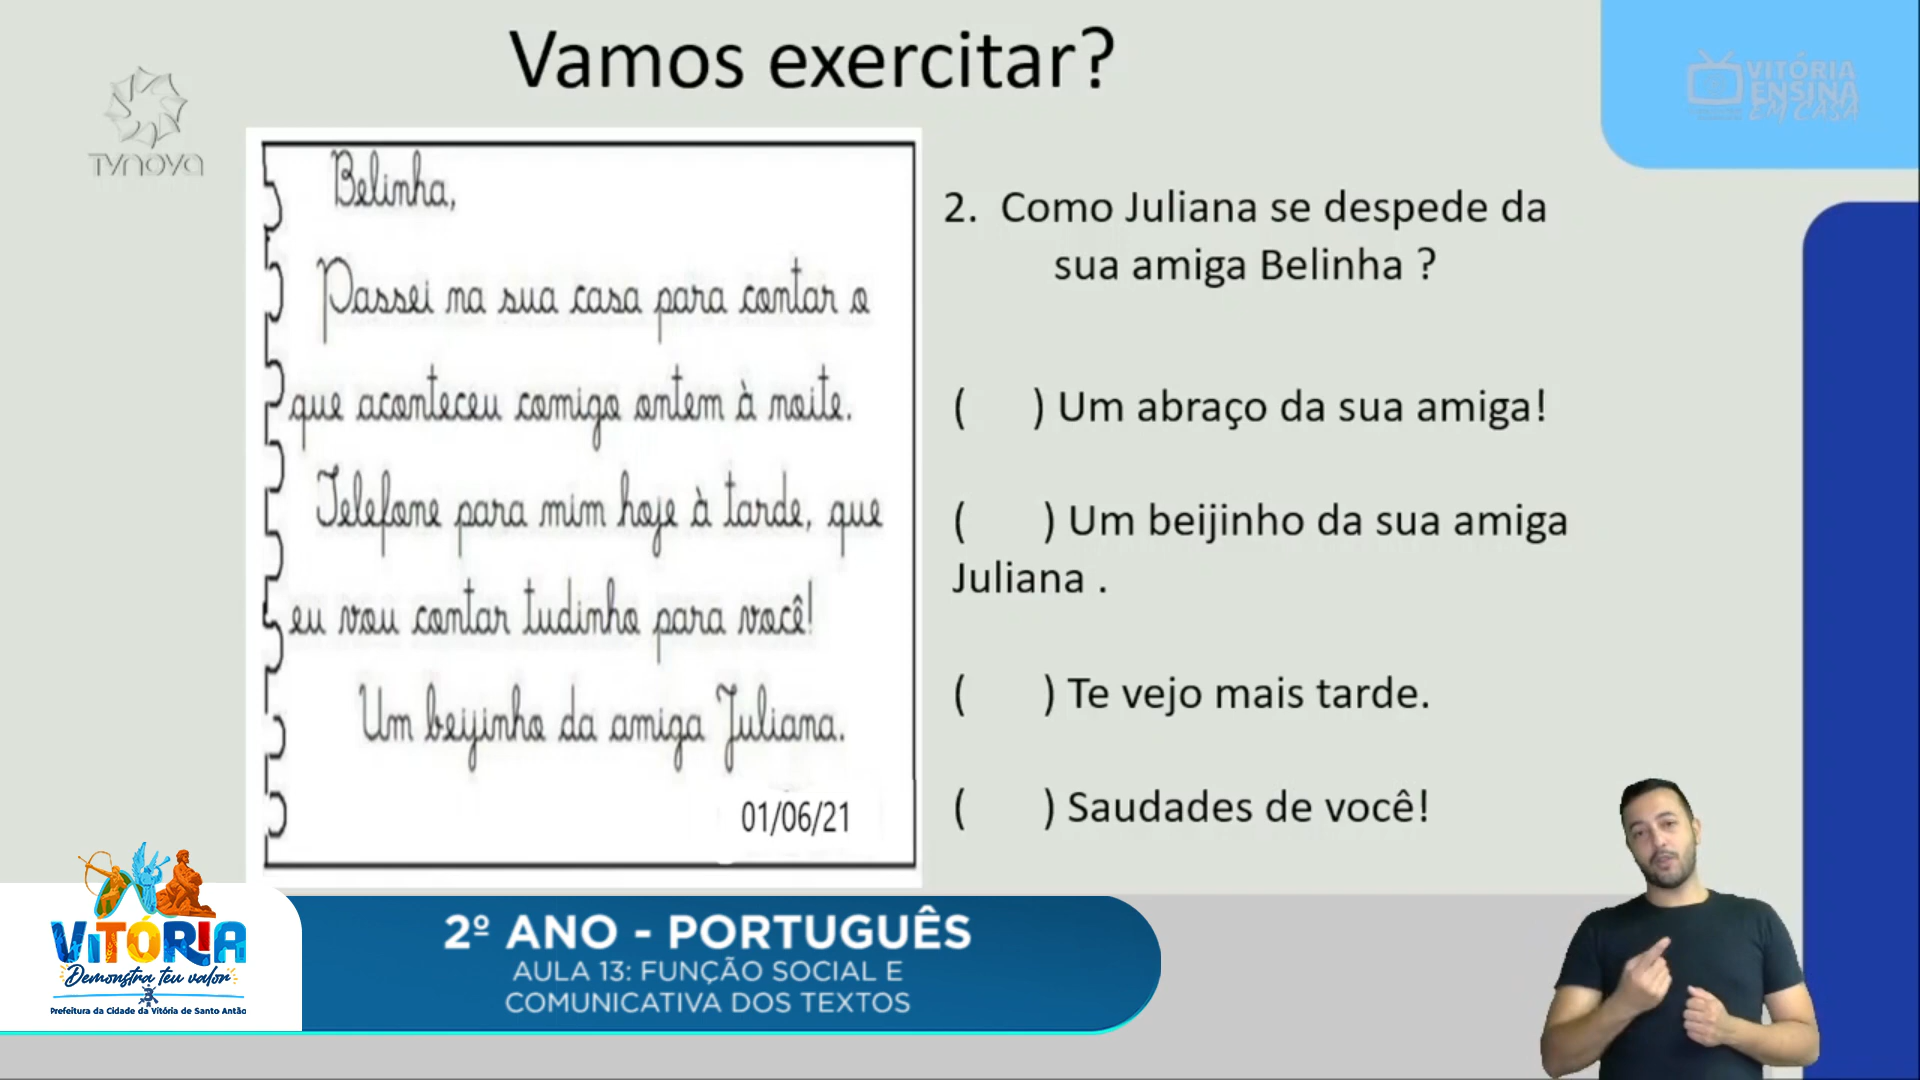 Vamos exercitar?
TVNOVA
VITÓRIA
ENSINA
EM CASA
Belinha,
Passei na sua casa para contar o
que aconteceu comigo ontem à noite.
Telefone para mim hoje à tarde, que
eu vou contar tudinho para você!
Um beijinho da amiga Juliana.
01/06/21
2. Como Juliana se despede da
sua amiga Belinha ?
( ) Um abraço da sua amiga!
( ) Um beijinho da sua amiga
Juliana .
( ) Te vejo mais tarde.
( ) Saudades de você!
VITÓRIA
Demonstra teu valor
Prefeitura da Cidade da Vitória de Santo Antão
2º ANO - PORTUGUÊS
AULA 13: FUNÇÃO SOCIAL E
COMUNICATIVA DOS TEXTOS